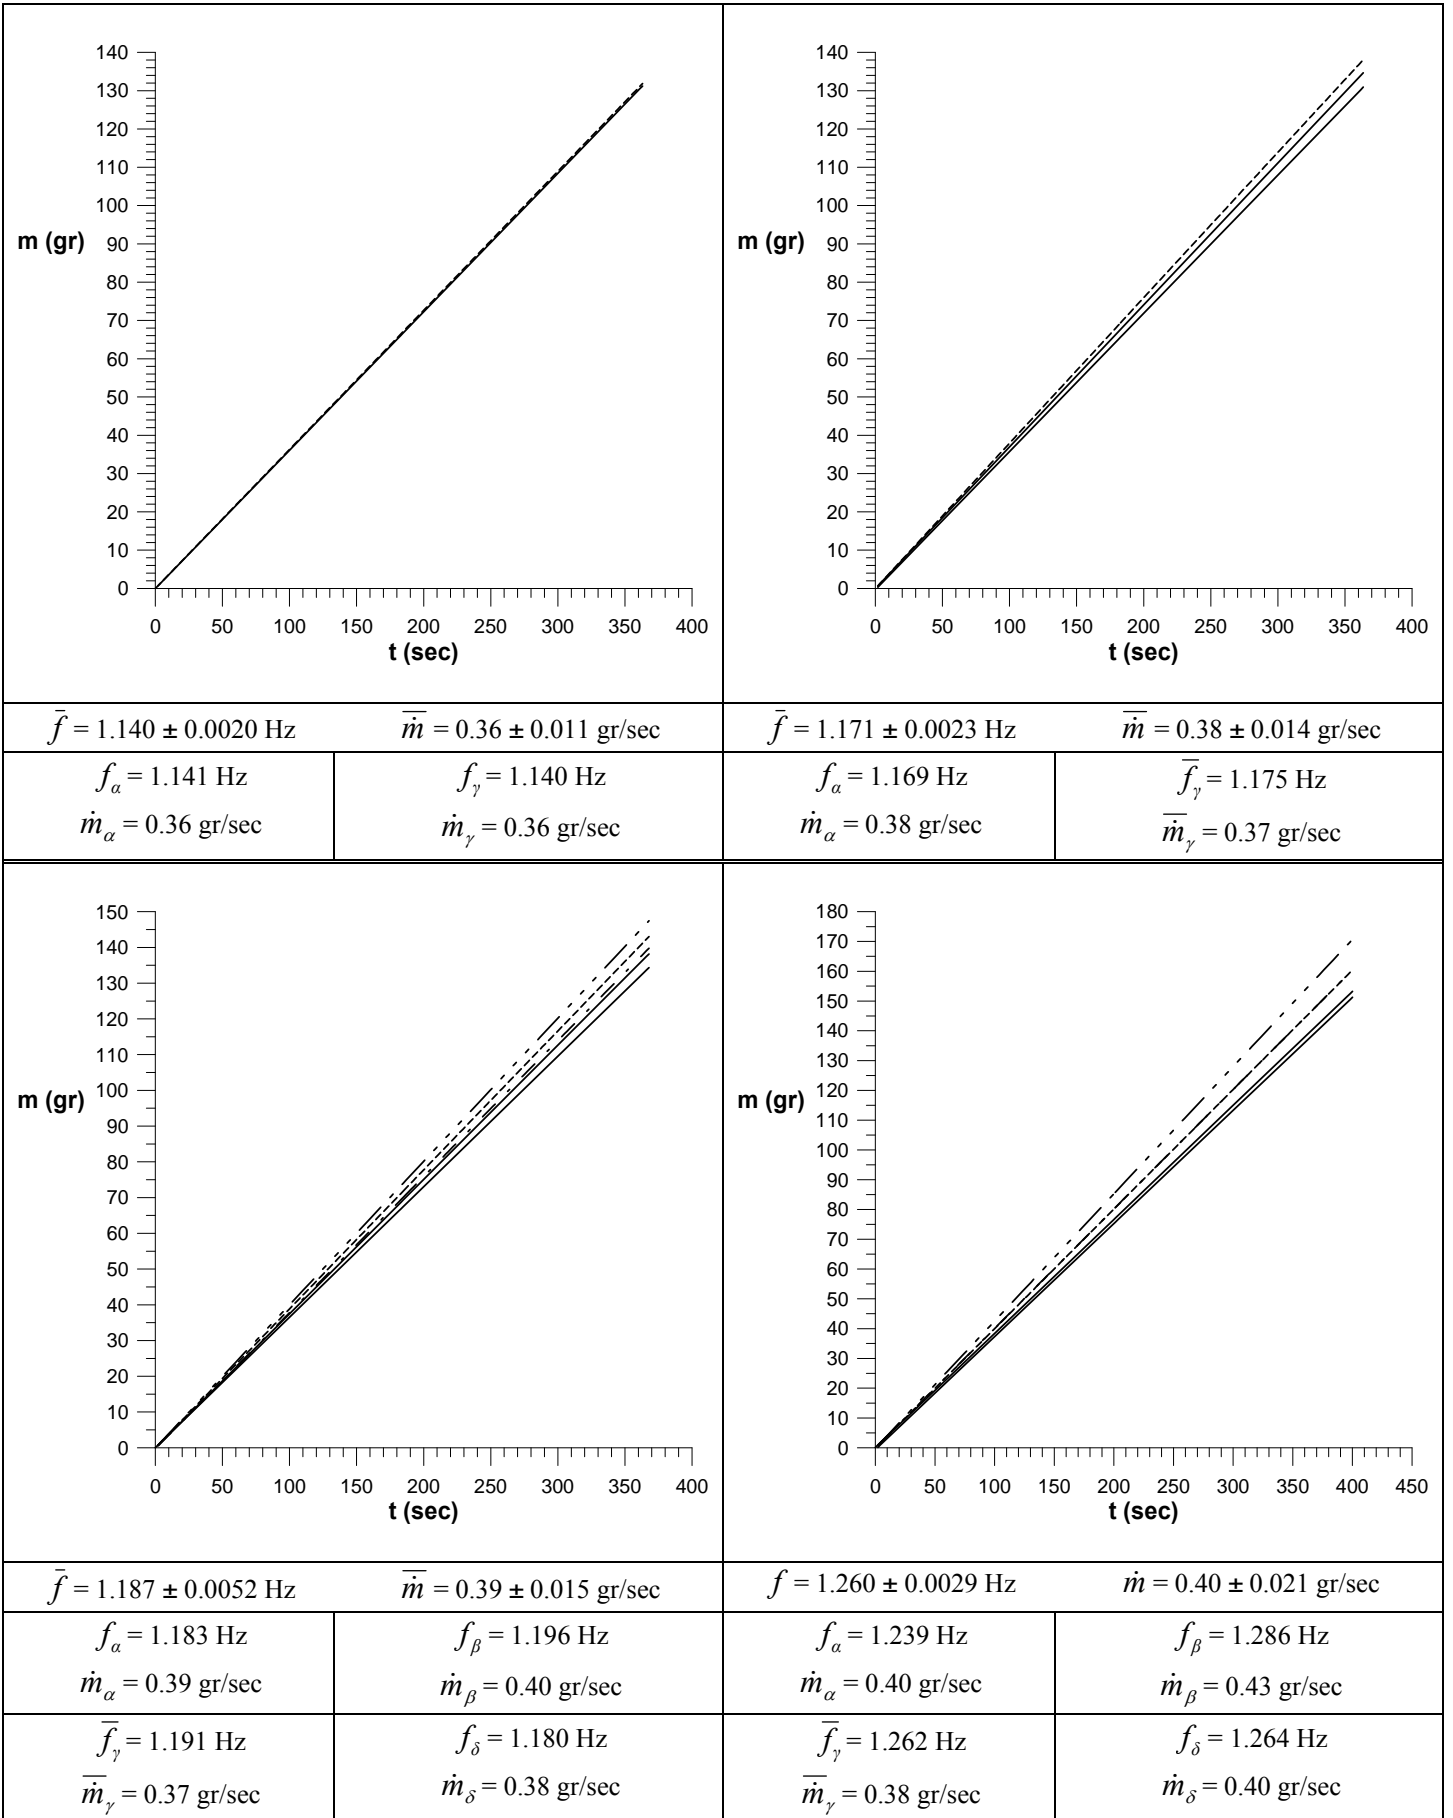 140
130
120
110
100
m (gr) 90
80
70
60
50
40
30
20
10
0
0 50 100 150 200 250 300 350 400
t (sec)
140
130
120
110
100
m (gr) 90
80
70
60
50
40
30
20
10
0
0 50 100 150 200 250 300 350 400
t (sec)
f̄ = 1.140 ± 0.0020 Hz ṁ̅ = 0.36 ± 0.011 gr/sec
f̄ = 1.171 ± 0.0023 Hz ṁ̅ = 0.38 ± 0.014 gr/sec
fα = 1.141 Hz
ṁα = 0.36 gr/sec
fγ = 1.140 Hz
ṁγ = 0.36 gr/sec
fα = 1.169 Hz
ṁα = 0.38 gr/sec
f̄γ = 1.175 Hz
ṁ̅γ = 0.37 gr/sec
150
140
130
120
110
100
m (gr)
90
80
70
60
50
40
30
20
10
0
0 50 100 150 200 250 300 350 400
t (sec)
180
170
160
150
140
130
120
m (gr)
110
100
90
80
70
60
50
40
30
20
10
0
0 50 100 150 200 250 300 350 400 450
t (sec)
f̄ = 1.187 ± 0.0052 Hz ṁ̅ = 0.39 ± 0.015 gr/sec
f = 1.260 ± 0.0029 Hz ṁ = 0.40 ± 0.021 gr/sec
fα = 1.183 Hz
ṁα = 0.39 gr/sec
fβ = 1.196 Hz
ṁβ = 0.40 gr/sec
fα = 1.239 Hz
ṁα = 0.40 gr/sec
fβ = 1.286 Hz
ṁβ = 0.43 gr/sec
f̄γ = 1.191 Hz
ṁ̅γ = 0.37 gr/sec
fδ = 1.180 Hz
ṁδ = 0.38 gr/sec
f̄γ = 1.262 Hz
ṁ̅γ = 0.38 gr/sec
fδ = 1.264 Hz
ṁδ = 0.40 gr/sec